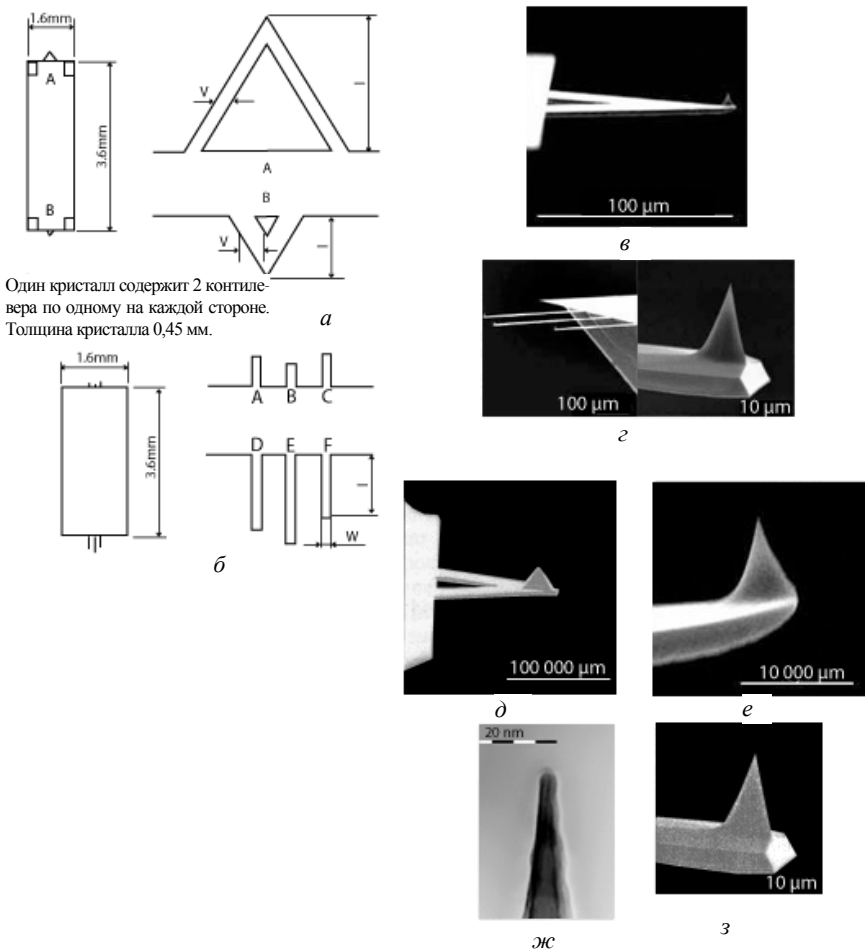 1.6mm
A
B
3.6mm
V
l
A
B
V
l
Один кристалл содержит 2 контиле-
вера по одному на каждой стороне.
Толщина кристалла 0,45 мм.
а
1.6mm
3.6mm
A B C
D E F
l
W
б
100 µm
в
100 µm
10 µm
г
100 000 µm
д
10 000 µm
е
20 nm
ж
10 µm
з